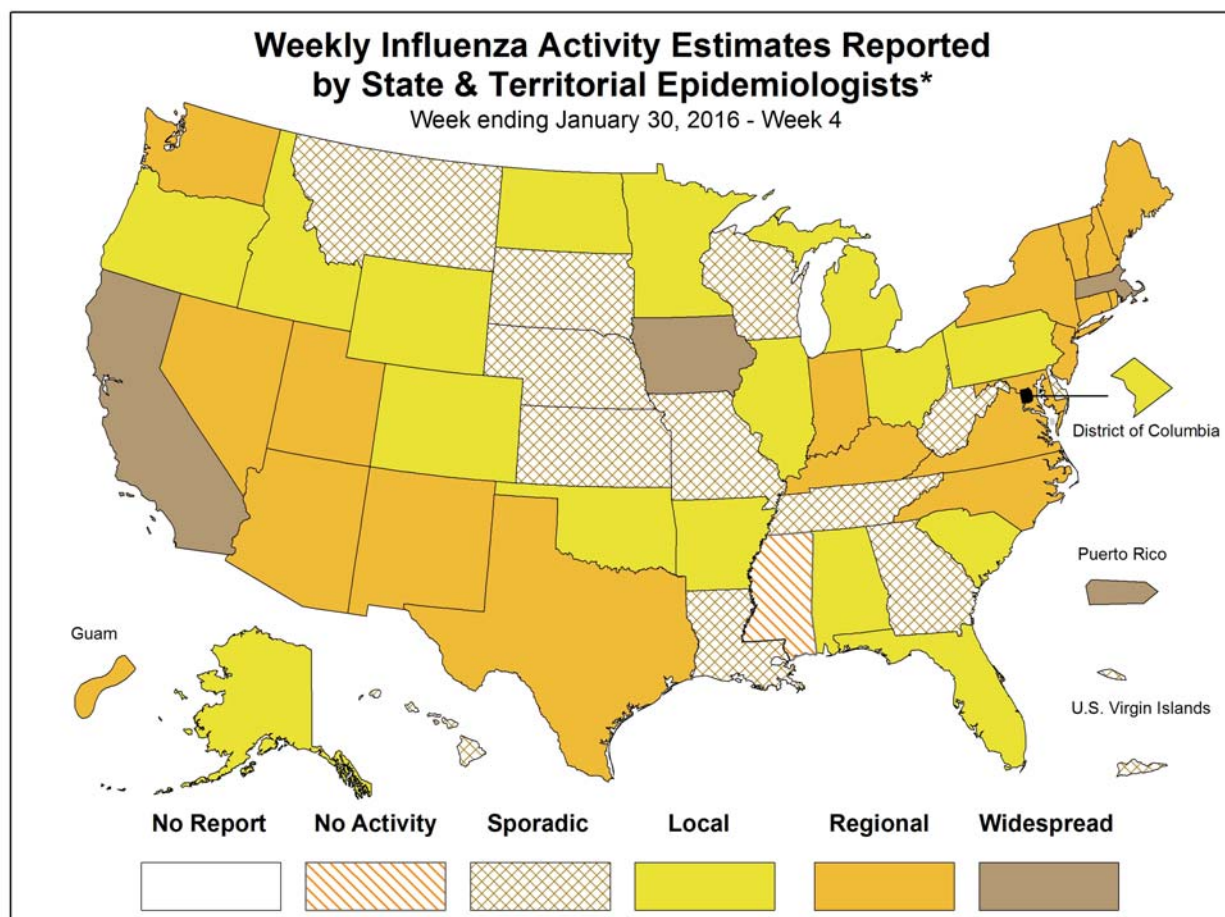 Weekly Influenza Activity Estimates Reported
by State & Territorial Epidemiologists*
Week ending January 30, 2016 - Week 4
District of Columbia
Puerto Rico
Guam
U.S. Virgin Islands
No Report No Activity Sporadic Local Regional Widespread